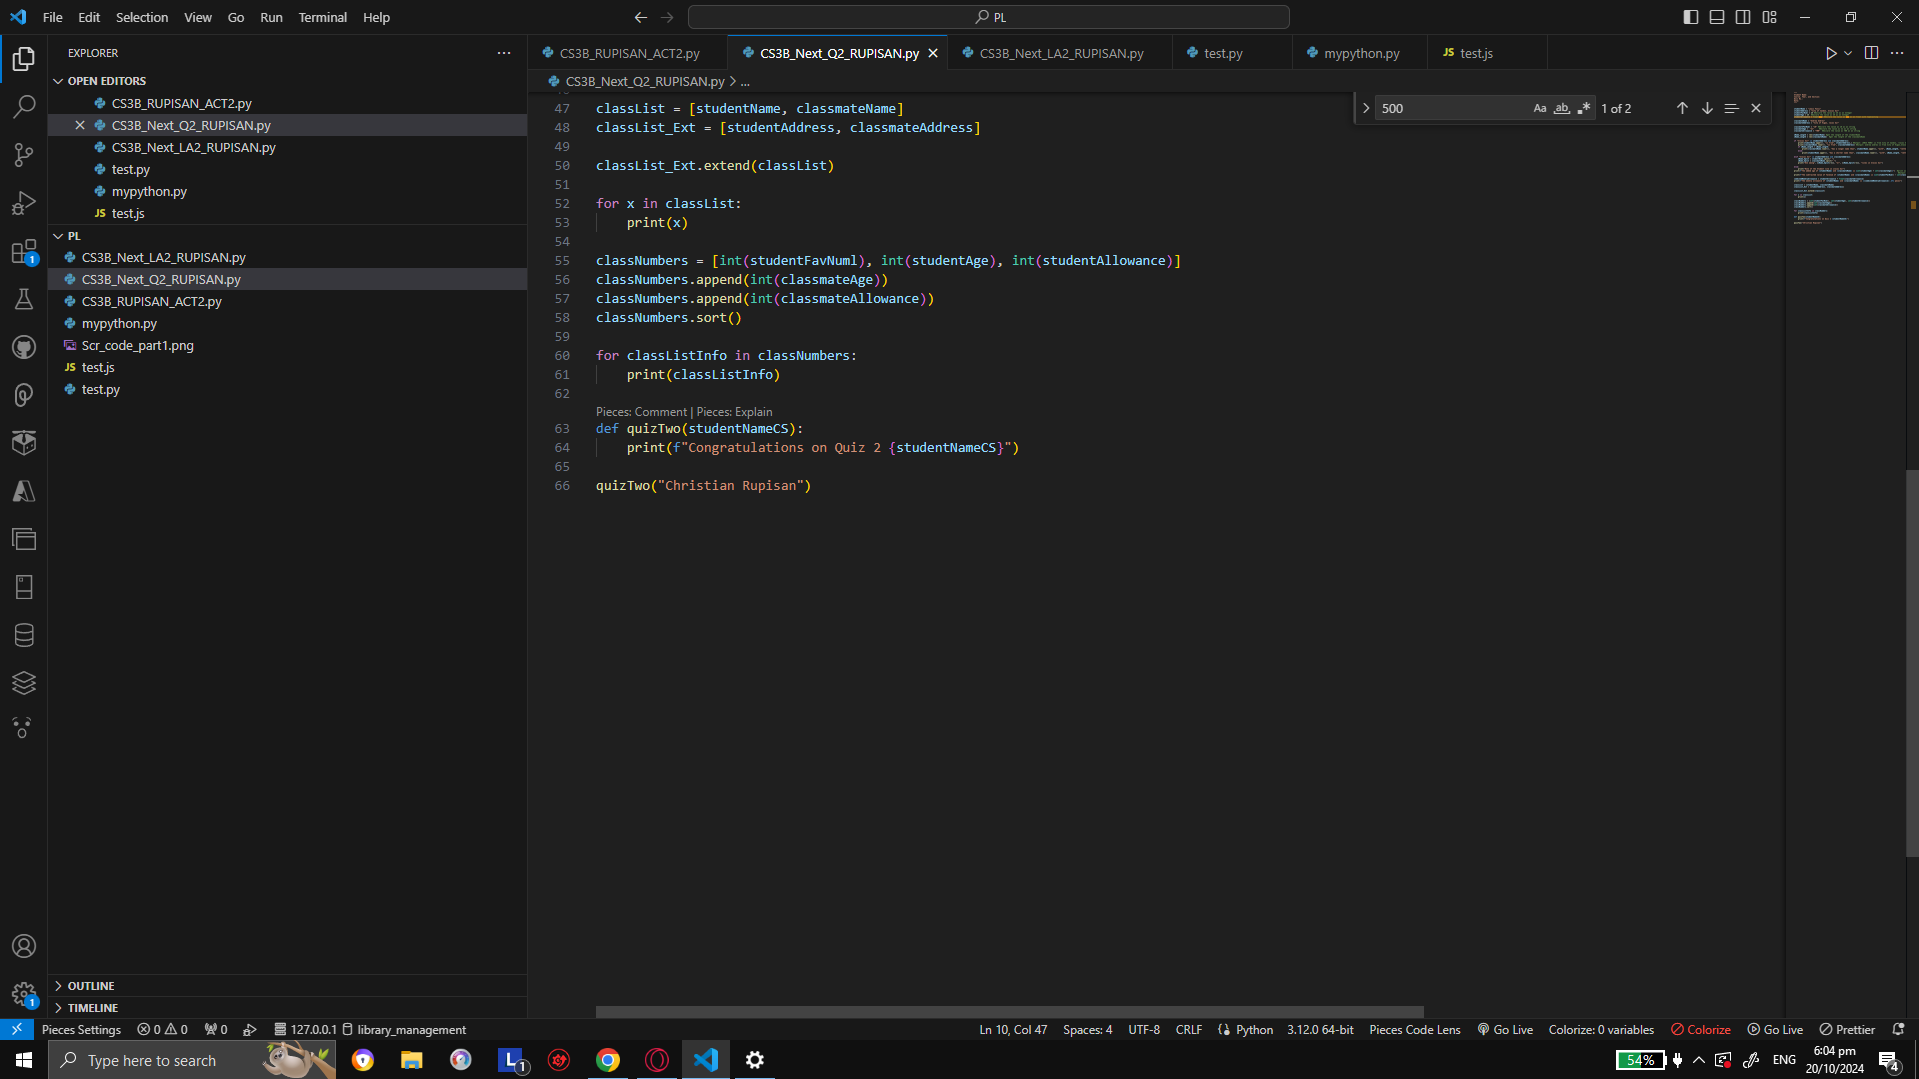 File Edit Selection View Go Run Terminal Help
PL
EXPLORER
OPEN EDITORS
CS3B_RUPISAN_ACT2.py
CS3B_Next_Q2_RUPISAN.py
CS3B_Next_LA2_RUPISAN.py
test.py
mypython.py
JS test.js
PL
CS3B_Next_LA2_RUPISAN.py
CS3B_Next_Q2_RUPISAN.py
CS3B_RUPISAN_ACT2.py
mypython.py
Scr_code_part1.png
JS test.js
test.py
OUTLINE
TIMELINE
CS3B_RUPISAN_ACT2.py CS3B_Next_Q2_RUPISAN.py CS3B_Next_LA2_RUPISAN.py test.py mypython.py JS test.js
CS3B_Next_Q2_RUPISAN.py > ...
500 Aa ab 1 of 2
47 classList = [studentName, classmateName]
48 classList_Ext = [studentAddress, classmateAddress]
49
50 classList_Ext.extend(classList)
51
52 for x in classList:
53 print(x)
54
55 classNumbers = [int(studentFavNuml), int(studentAge), int(studentAllowance)]
56 classNumbers.append(int(classmateAge))
57 classNumbers.append(int(classmateAllowance))
58 classNumbers.sort()
59
60 for classListInfo in classNumbers:
61 print(classListInfo)
62
Pieces: Comment | Pieces: Explain
63 def quizTwo(studentNameCS):
64 print(f"Congratulations on Quiz 2 {studentNameCS}")
65
66 quizTwo("Christian Rupisan")
1
1
Pieces Settings 0 0 0 127.0.0.1 library_management Ln 10, Col 47 Spaces: 4 UTF-8 CRLF Python 3.12.0 64-bit Pieces Code Lens Go Live Colorize: 0 variables Colorize Go Live Prettier
Type here to search L 1 54% ENG 6:04 pm
20/10/2024 4